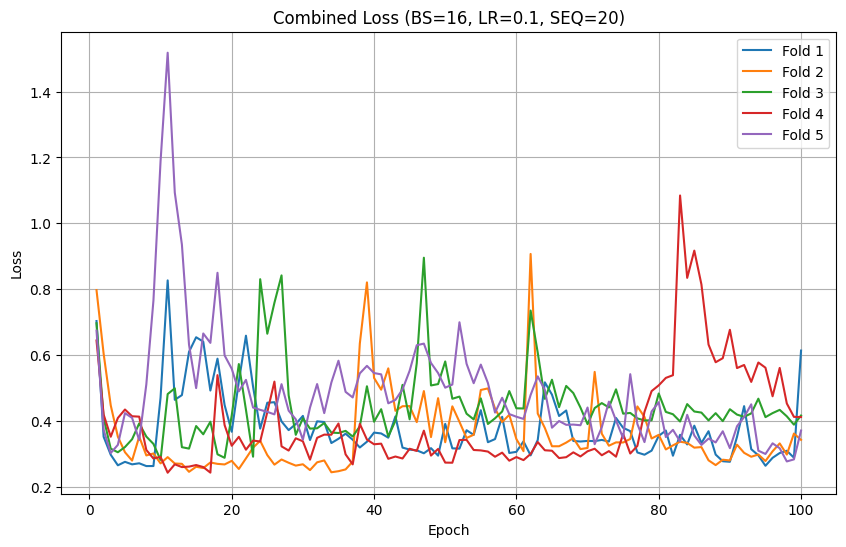 Combined Loss (BS=16, LR=0.1, SEQ=20)
Fold 1
Fold 2
Fold 3
Fold 4
Fold 5
Loss
1.4
1.2
1.0
0.8
0.6
0.4
0.2
0 20 40 60 80 100
Epoch